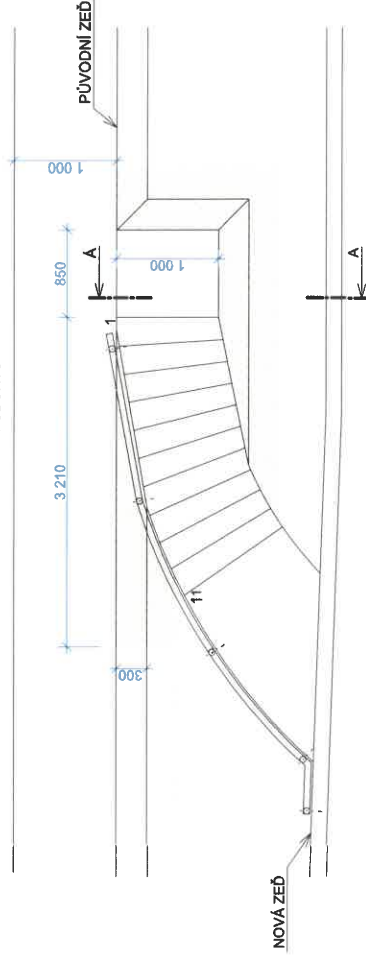 PŮVODNÍ ZEĎ
1 000
850
A
1 000
A
1
3 210
11
300
NOVÁ ZEĎ